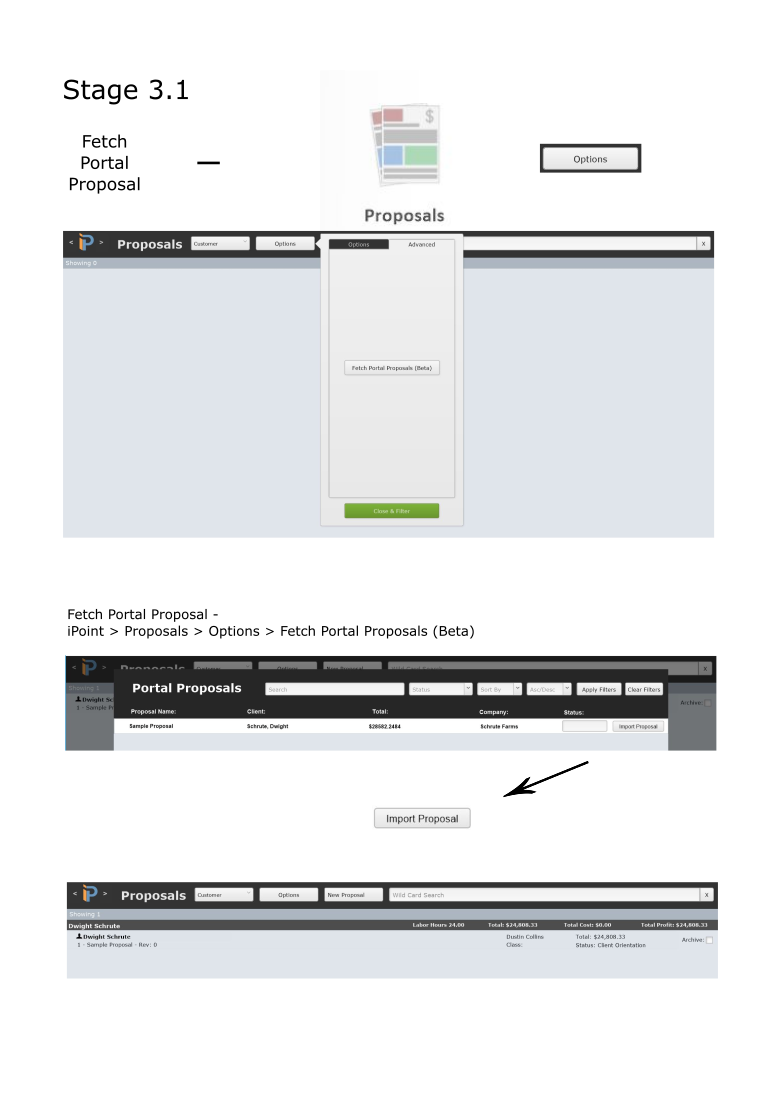 Stage 3.1
Fetch
Portal
Proposal
$
Proposals
Options
< iP > Proposals Customer Options x
Options Advanced
Showing 0
Fetch Portal Proposals (Beta)
Close & Filter
Fetch Portal Proposal -
iPoint > Proposals > Options > Fetch Portal Proposals (Beta)
< iP > Proposals Customer Options New Proposal Wild Card Search x
Showing 1
Portal Proposals Search Status Sort By Asc/Desc Apply Filters Clear Filters
Dwight Sc
Archive:
1 - Sample P
Proposal Name: Client: Total: Company: Status:
Sample Proposal Schrute, Dwight $28582.2484 Schrute Farms Import Proposal
Import Proposal
< iP > Proposals Customer Options New Proposal Wild Card Search x
Showing 1
Dwight Schrute Labor Hours 24.00 Total: $24,808.33 Total Cost: $0.00 Total Profit: $24,808.33
Dwight Schrute Dustin Collins Total: $24,808.33 Archive:
1 - Sample Proposal - Rev: 0 Class: Status: Client Orientation